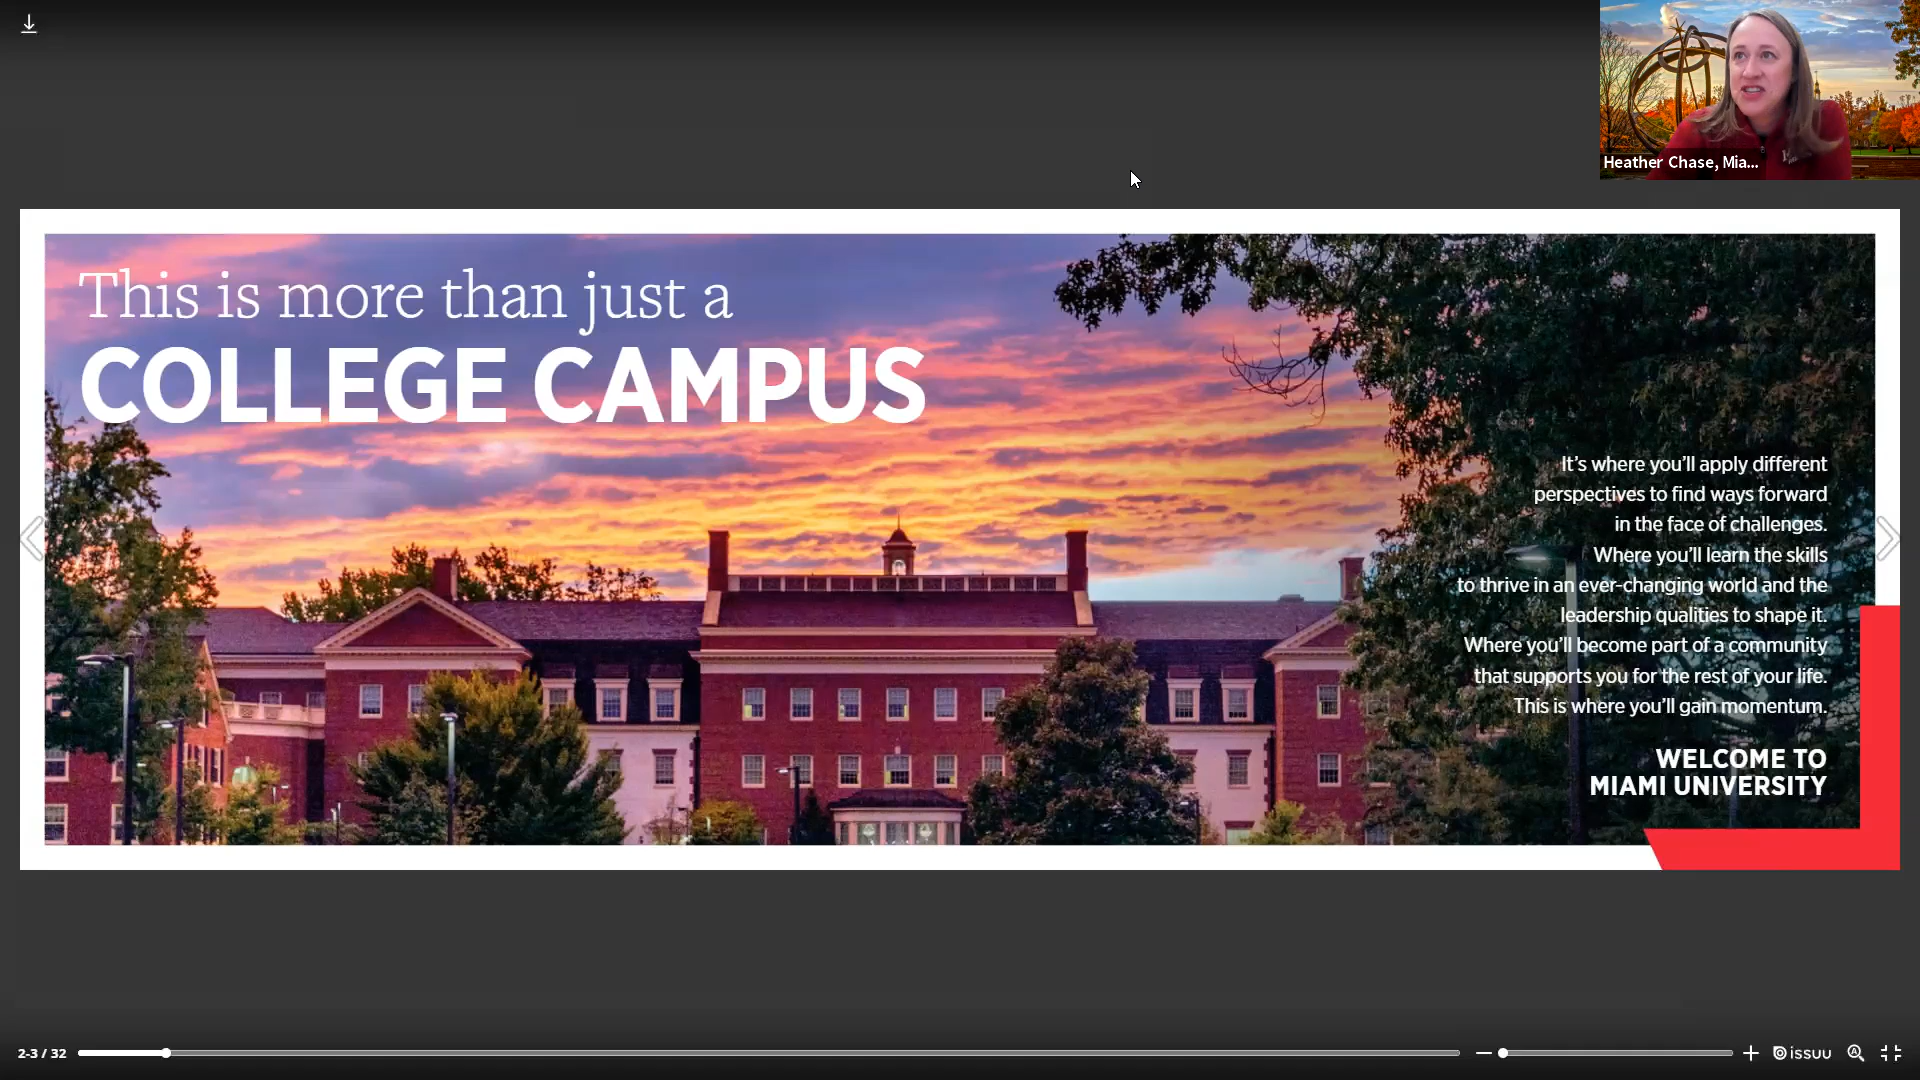 Heather Chase, Mia...
This is more than just a
COLLEGE CAMPUS
It's where you'll apply different
perspectives to find ways forward
in the face of challenges.
Where you'll learn the skills
to thrive in an ever-changing world and the
leadership qualities to shape it.
Where you'll become part of a community
that supports you for the rest of your life.
This is where you'll gain momentum.
WELCOME TO
MIAMI UNIVERSITY
2-3 / 32
issuu